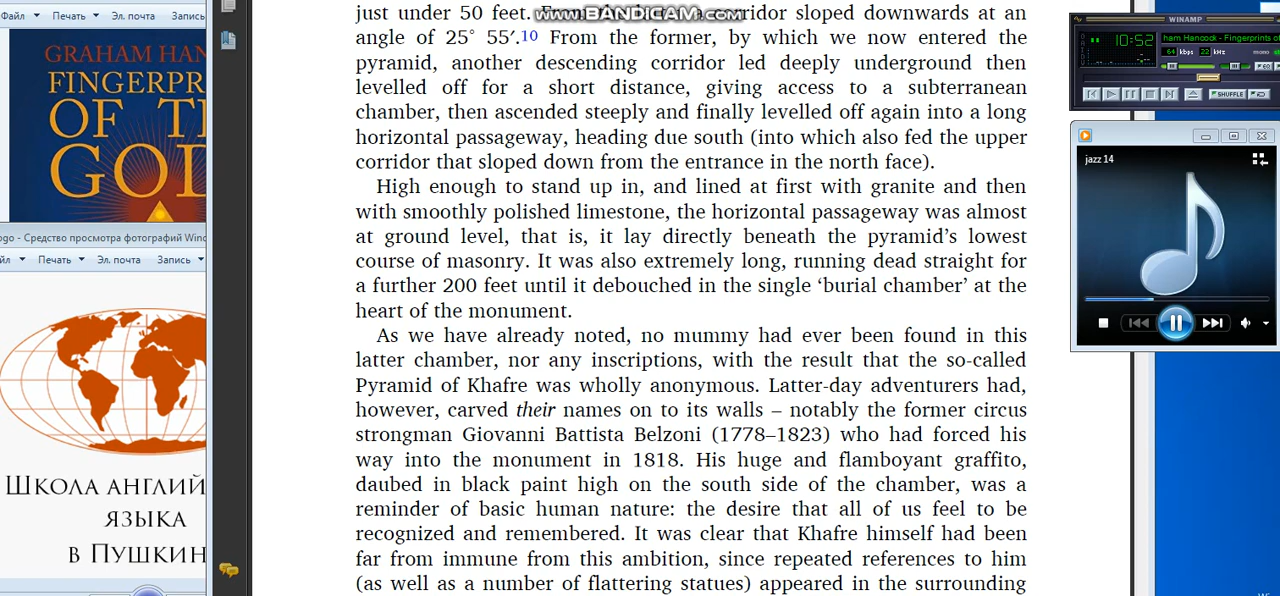 Файл Печать Эл. почта Запись
GRAHAM HAN
FINGERPR
OF T
GOD
ogo - Средство просмотра фотографий Wind
йл Печать Эл. почта Запись
ШКОЛА АНГЛИЙ
ЯЗЫКА
В ПУШКИН
www.BANDICAM.com
just under 50 feet. corridor sloped downwards at an
angle of 25° 55′.10 From the former, by which we now entered the
pyramid, another descending corridor led deeply underground then
levelled off for a short distance, giving access to a subterranean
chamber, then ascended steeply and finally levelled off again into a long
horizontal passageway, heading due south (into which also fed the upper
corridor that sloped down from the entrance in the north face).
High enough to stand up in, and lined at first with granite and then
with smoothly polished limestone, the horizontal passageway was almost
at ground level, that is, it lay directly beneath the pyramid’s lowest
course of masonry. It was also extremely long, running dead straight for
a further 200 feet until it debouched in the single ‘burial chamber’ at the
heart of the monument.
As we have already noted, no mummy had ever been found in this
latter chamber, nor any inscriptions, with the result that the so-called
Pyramid of Khafre was wholly anonymous. Latter-day adventurers had,
however, carved their names on to its walls – notably the former circus
strongman Giovanni Battista Belzoni (1778–1823) who had forced his
way into the monument in 1818. His huge and flamboyant graffito,
daubed in black paint high on the south side of the chamber, was a
reminder of basic human nature: the desire that all of us feel to be
recognized and remembered. It was clear that Khafre himself had been
far from immune from this ambition, since repeated references to him
(as well as a number of flattering statues) appeared in the surrounding
WINAMP
10:52
ham Hancock - Fingerprints of
64 kbps 22 kHz mono
SHUFFLE
jazz 14